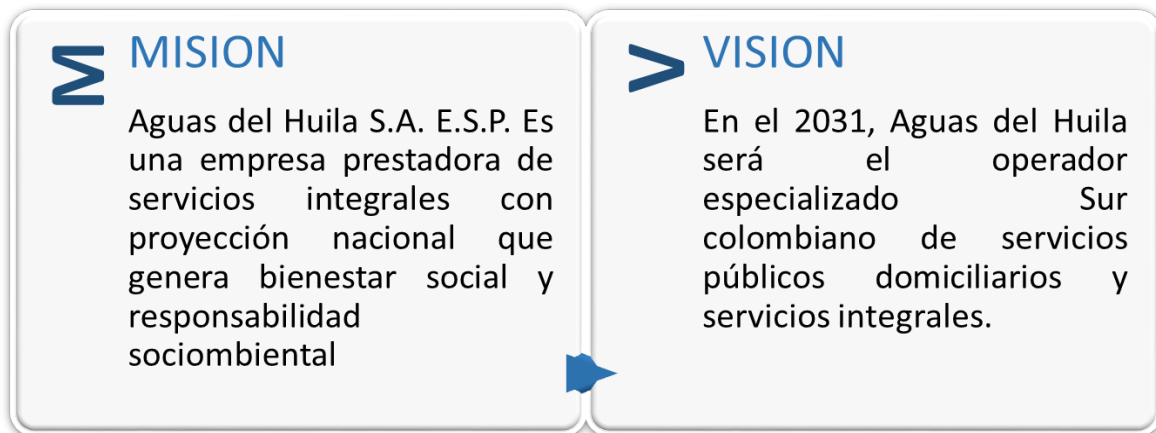 M
MISION
Aguas del Huila S.A. E.S.P. Es
una empresa prestadora de
servicios integrales con
proyección nacional que
genera bienestar social y
responsabilidad
sociombiental
V
VISION
En el 2031, Aguas del Huila
será el operador
especializado Sur
colombiano de servicios
públicos domiciliarios y
servicios integrales.